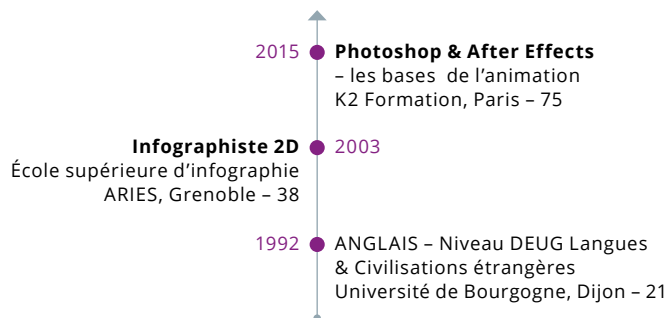 2015
Photoshop & After Effects
– les bases de l’animation
K2 Formation, Paris – 75
Infographiste 2D
2003
École supérieure d’infographie
ARIES, Grenoble – 38
1992
ANGLAIS – Niveau DEUG Langues
& Civilisations étrangères
Université de Bourgogne, Dijon – 21